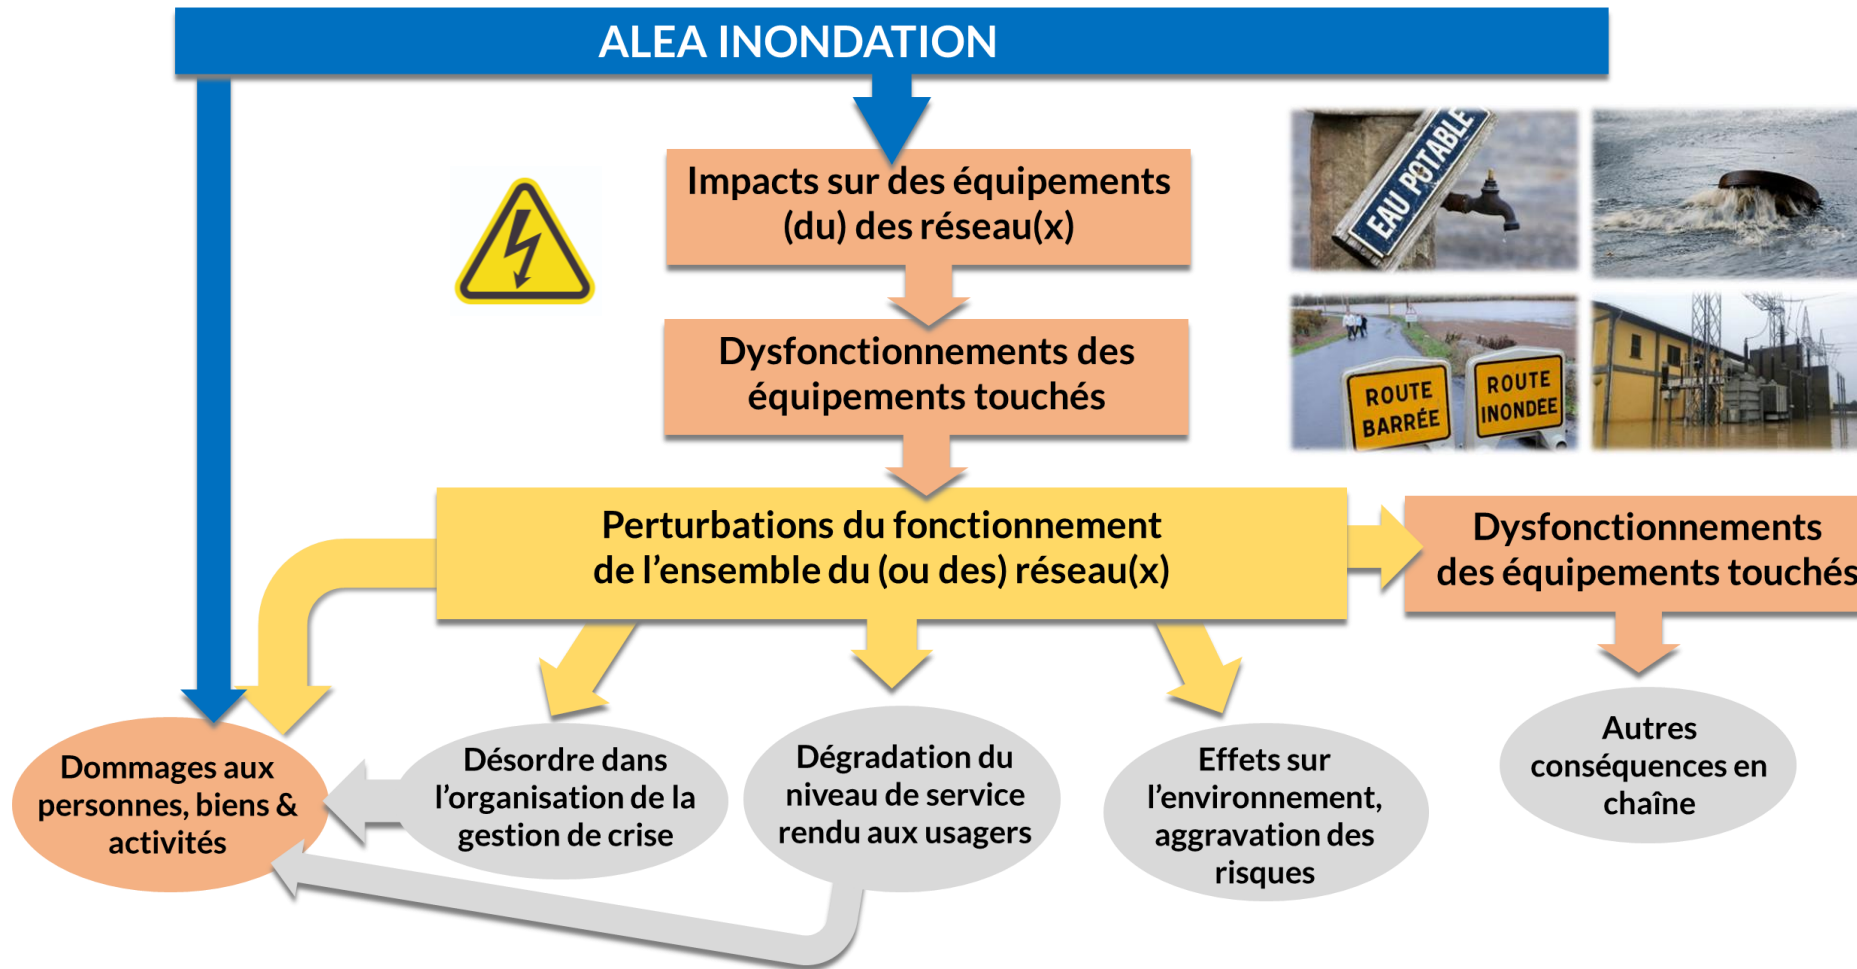 ALEA INONDATION
Impacts sur des équipements
(du) des réseau(x)
EAU POTABLE
Dysfonctionnements des
équipements touchés
ROUTE
BARRÉE
ROUTE
INONDÉE
Perturbations du fonctionnement
de l’ensemble du (ou des) réseau(x)
Dysfonctionnements
des équipements touchés
Dommages aux
personnes, biens &
activités
Désordre dans
l’organisation de la
gestion de crise
Dégradation du
niveau de service
rendu aux usagers
Effets sur
l’environnement,
aggravation des
risques
Autres
conséquences en
chaîne